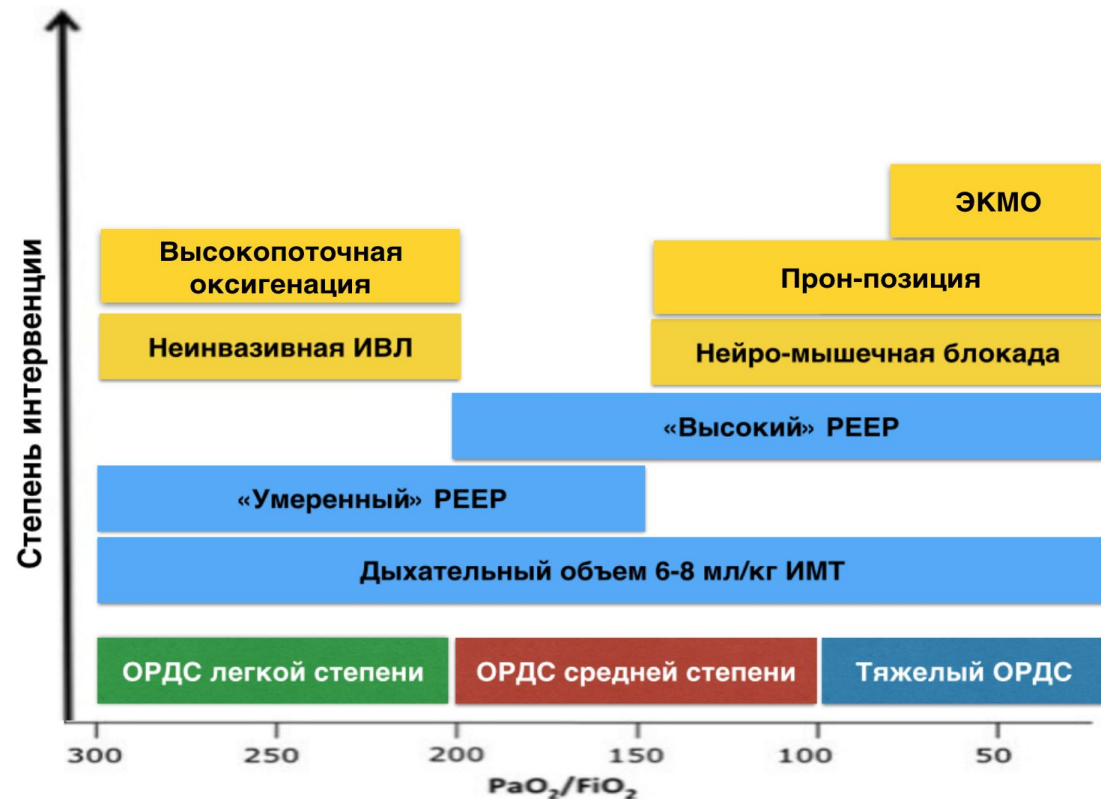 Степень интервенции
ЭКМО
Высокопоточная
оксигенация
Прон-позиция
Неинвазивная ИВЛ
Нейро-мышечная блокада
«Высокий» PEEP
«Умеренный» PEEP
Дыхательный объем 6-8 мл/кг ИМТ
ОРДС легкой степени
ОРДС средней степени
Тяжелый ОРДС
300 250 200 150 100 50
PaO₂/FiO₂